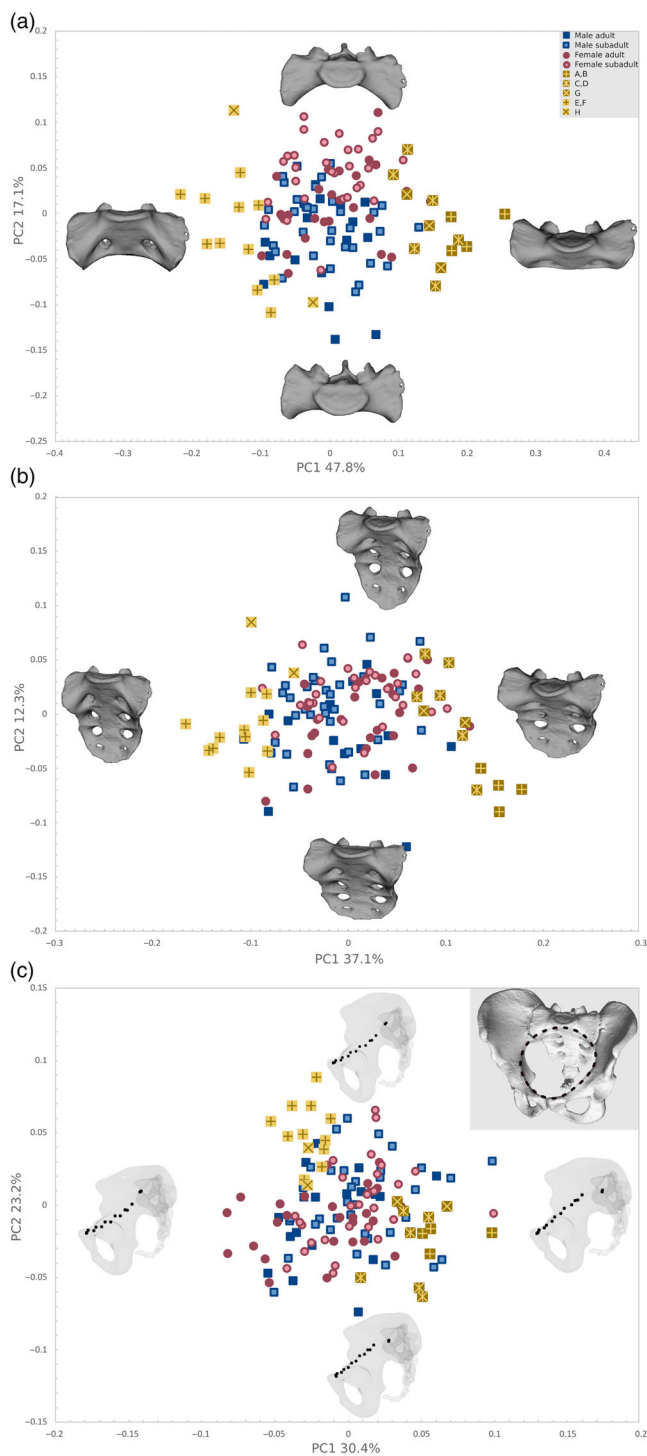 (a)
0.2
0.15
0.1
0.05
0
−0.05
−0.1
−0.15
−0.2
−0.25
PC2 17.1%
Male adult
Male subadult
Female adult
Female subadult
A,B
C,D
G
E,F
H
−0.4
−0.3
−0.2
−0.1
0
0.1
0.2
0.3
0.4
PC1 47.8%
(b)
0.2
0.15
0.1
0.05
0
−0.05
−0.1
−0.15
−0.2
PC2 12.3%
−0.3
−0.2
−0.1
0
0.1
0.2
0.3
PC1 37.1%
(c)
0.15
0.1
0.05
0
−0.05
−0.1
−0.15
PC2 23.2%
−0.2
−0.15
−0.1
−0.05
0
0.05
0.1
0.15
0.2
PC1 30.4%